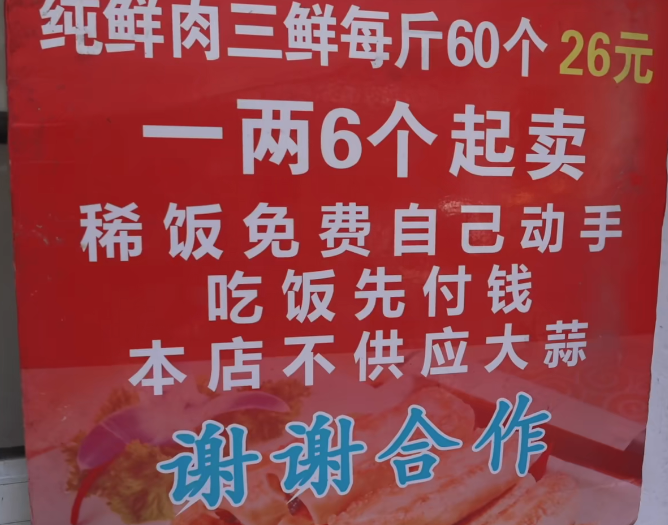 纯鲜肉三鲜每斤60个 26元
一两6个起卖
稀饭免费自己动手
吃饭先付钱
本店不供应大蒜
谢谢合作